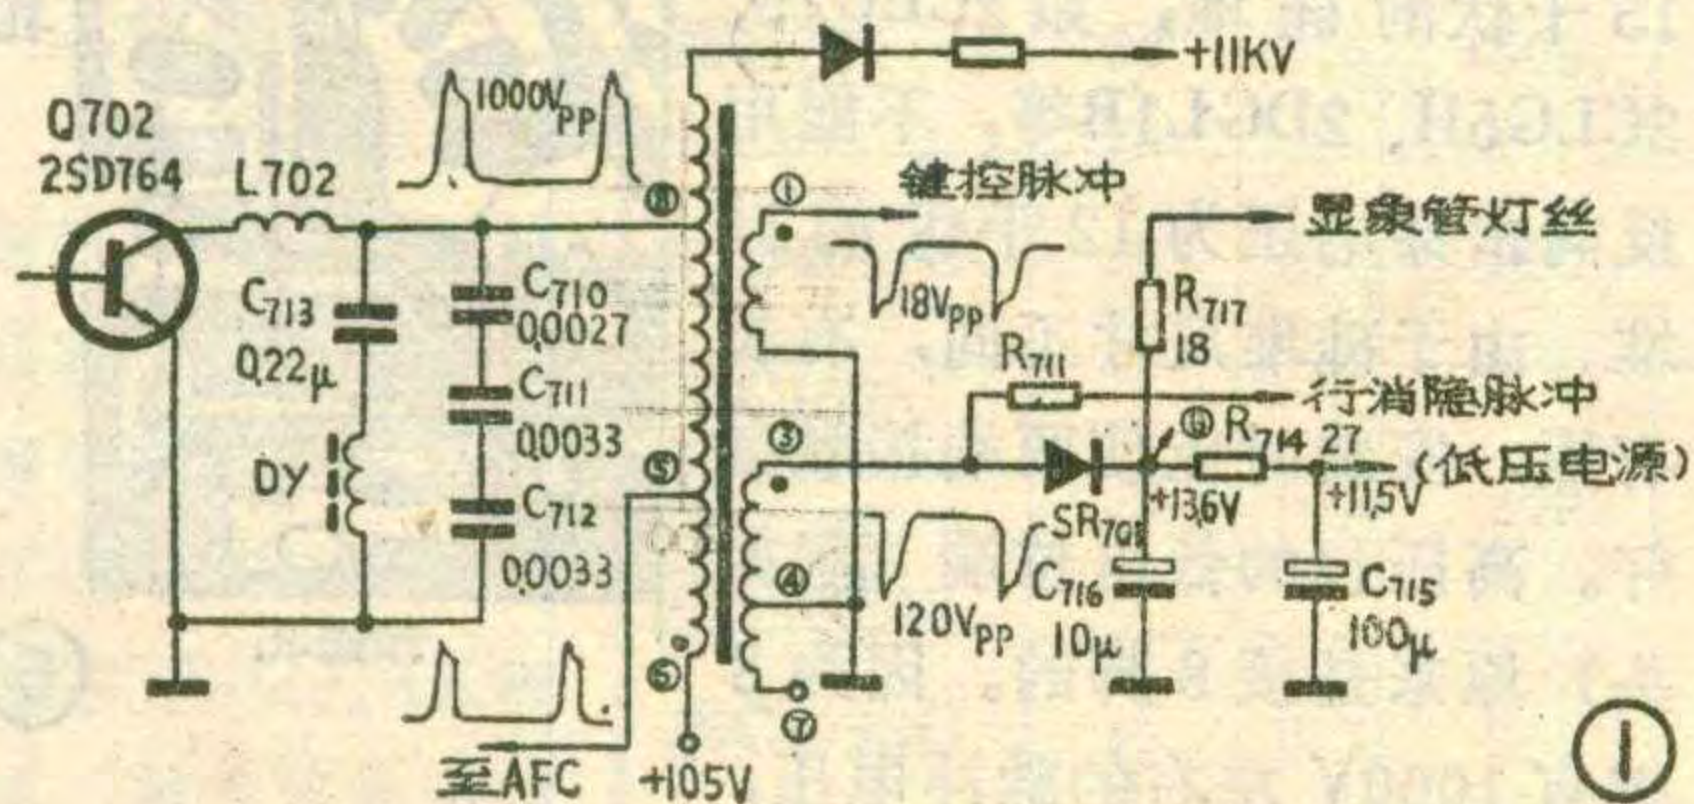 +11KV
1000Vpp
Q702
2SD764
L702
⑧
①
键控脉冲
显象管灯丝
C710
0.0027
C713
0.22μ
18Vpp
R717
18
R711
C711
0.0033
行消隐脉冲
③
R714 27
(低压电源)
⑤
DY
C712
0.0033
+13.6V
+11.5V
SR701
④
120Vpp
C716
10μ
C715
100μ
⑥
⑦
至AFC
+105V
①